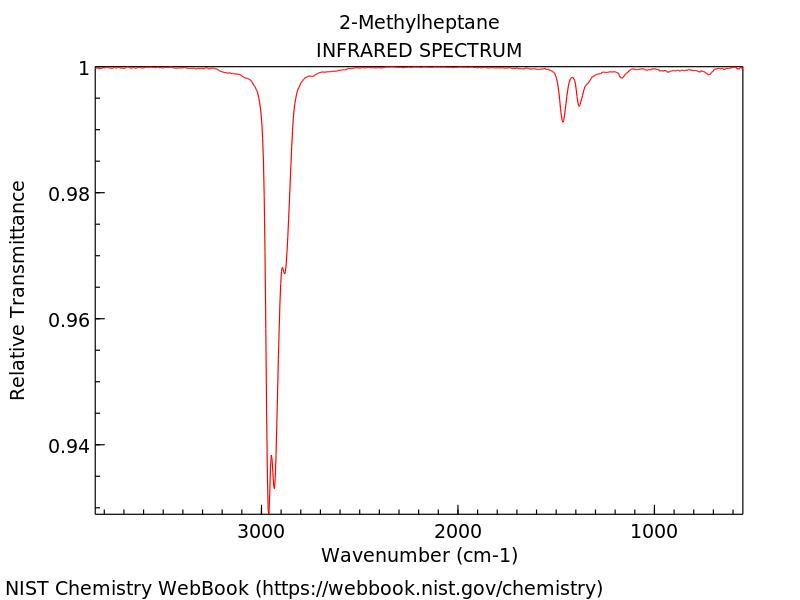 2-Methylheptane
INFRARED SPECTRUM
1
0.98
0.96
0.94
Relative Transmittance
3000 2000 1000
Wavenumber (cm-1)
NIST Chemistry WebBook (https://webbook.nist.gov/chemistry)